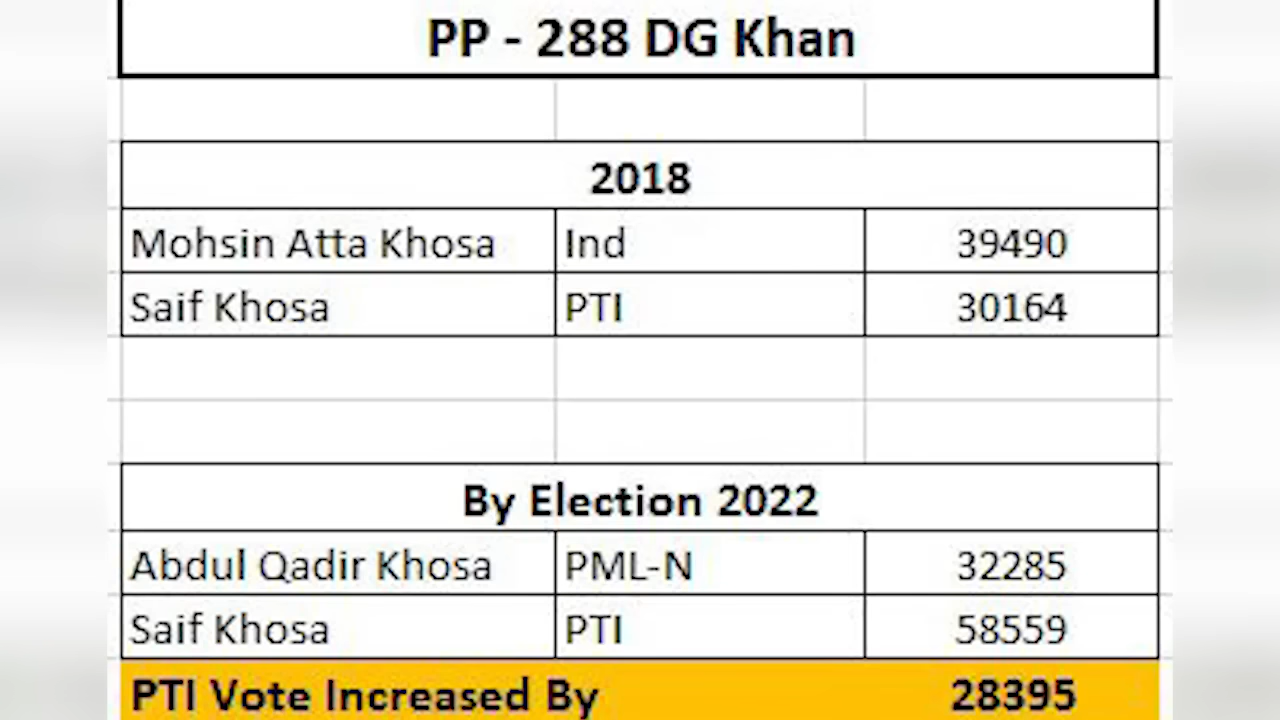 PP - 288 DG Khan
2018
Mohsin Atta Khosa Ind 39490
Saif Khosa PTI 30164
By Election 2022
Abdul Qadir Khosa PML-N 32285
Saif Khosa PTI 58559
PTI Vote Increased By 28395